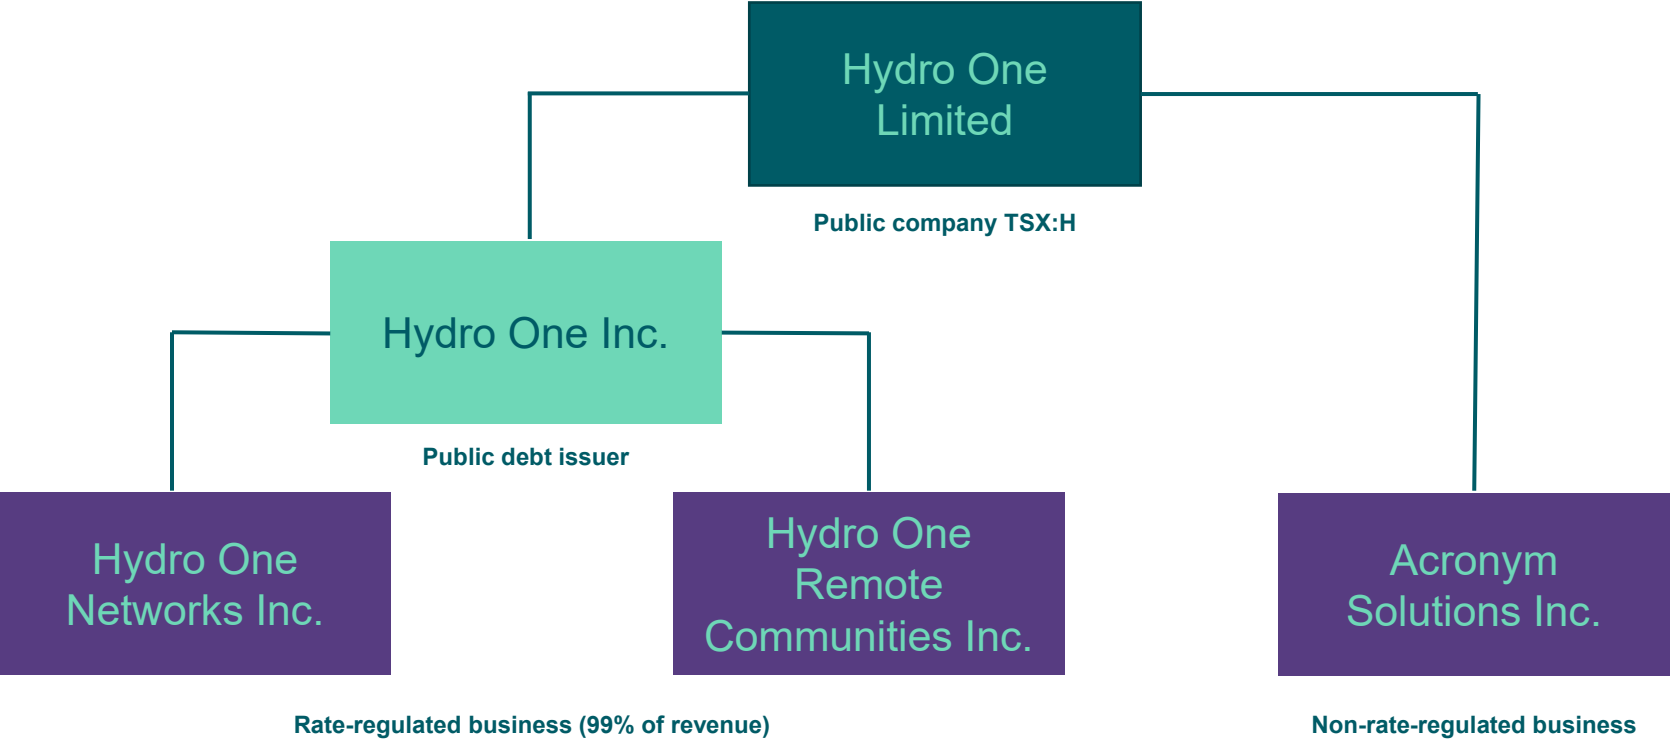 Hydro One
Limited
Public company TSX:H
Hydro One Inc.
Public debt issuer
Hydro One
Networks Inc.
Hydro One
Remote
Communities Inc.
Acronym
Solutions Inc.
Rate-regulated business (99% of revenue)
Non-rate-regulated business